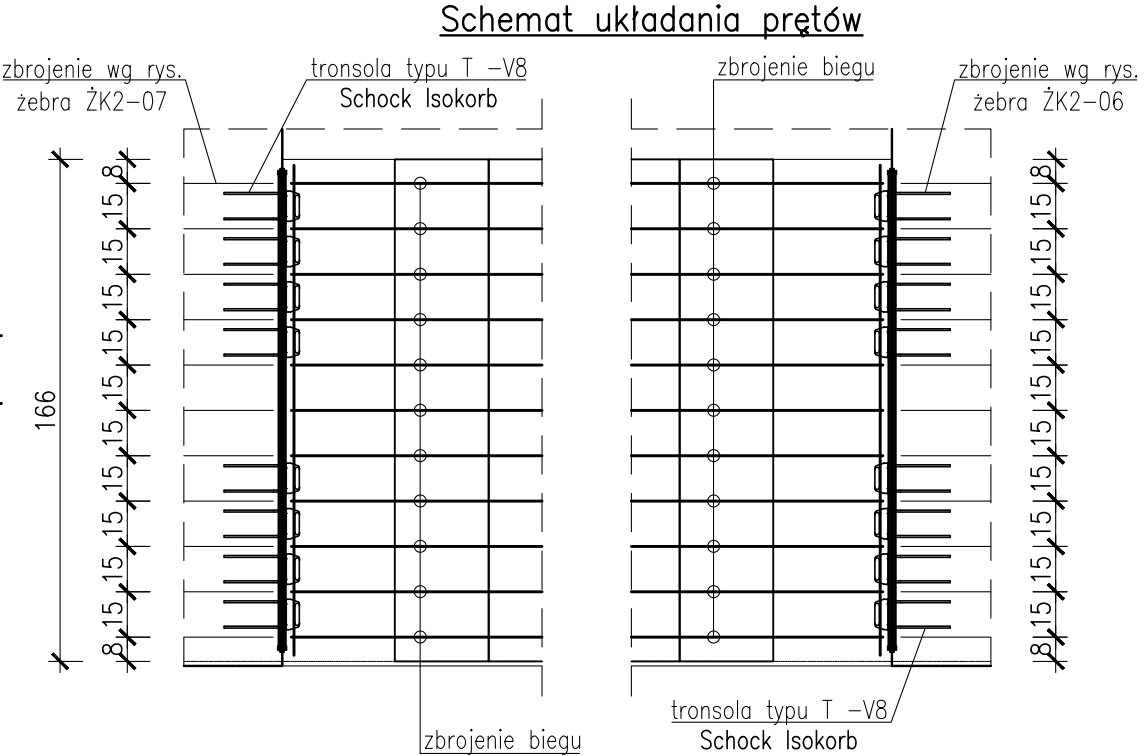 Schemat układania prętów
zbrojenie wg rys.
żebra ŻK2-07
tronsola typu T -V8
Schock Isokorb
zbrojenie biegu
zbrojenie wg rys.
żebra ŻK2-06
166
8
15
15
15
15
15
15
15
15
15
15
8
8
15
15
15
15
15
15
15
15
15
15
8
tronsola typu T -V8
Schock Isokorb
zbrojenie biegu